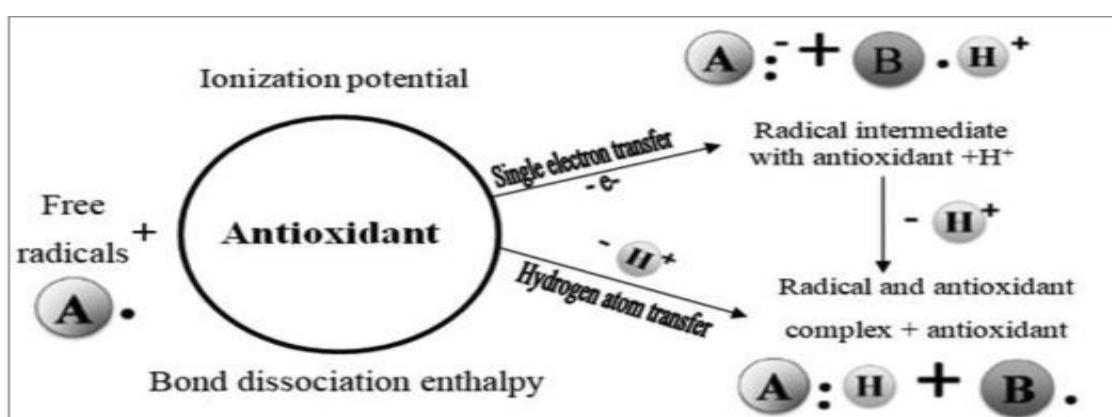 A :- + B . H+
Ionization potential
Single electron transfer
- e-
Radical intermediate
with antioxidant +H+
Free
radicals
+
Antioxidant
- H+
- H+
Hydrogen atom transfer
A .
Radical and antioxidant
complex + antioxidant
Bond dissociation enthalpy
A : H + B .